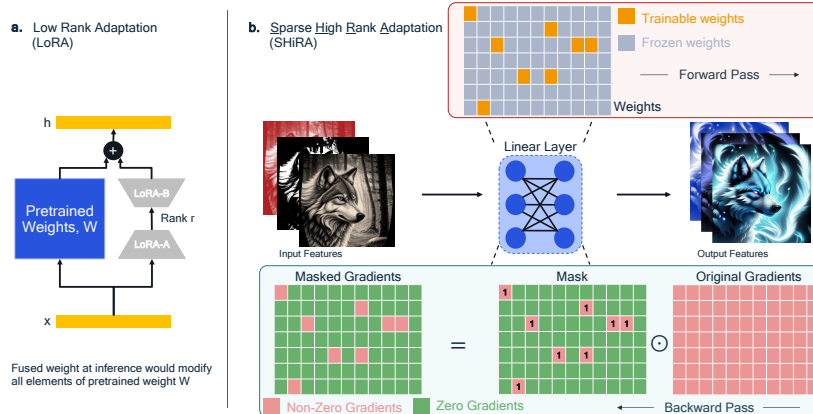 a. Low Rank Adaptation
(LoRA)
h
+
Pretrained
Weights, W
LoRA-B
Rank r
LoRA-A
x
Fused weight at inference would modify
all elements of pretrained weight W
b. Sparse High Rank Adaptation
(SHiRA)
Trainable weights
Frozen weights
Forward Pass
Weights
Linear Layer
Input Features
Output Features
Masked Gradients
Mask
Original Gradients
1
1
1 1 1
=
1 1
1
Non-Zero Gradients
Zero Gradients
Backward Pass